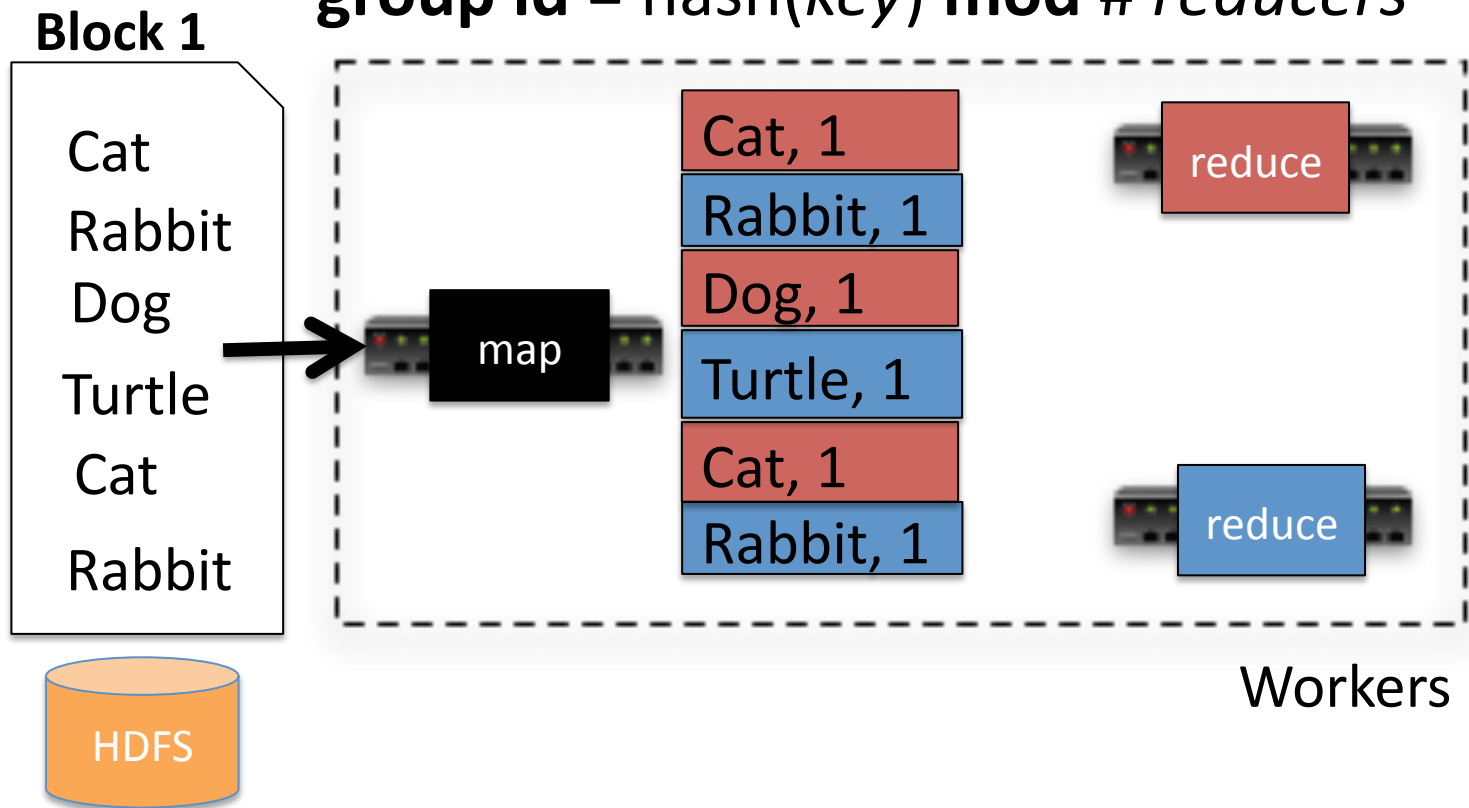 group id = hash(key) mod # reducers
Block 1
Cat
Rabbit
Dog
Turtle
Cat
Rabbit
HDFS
map
Cat, 1
Rabbit, 1
Dog, 1
Turtle, 1
Cat, 1
Rabbit, 1
reduce
reduce
Workers